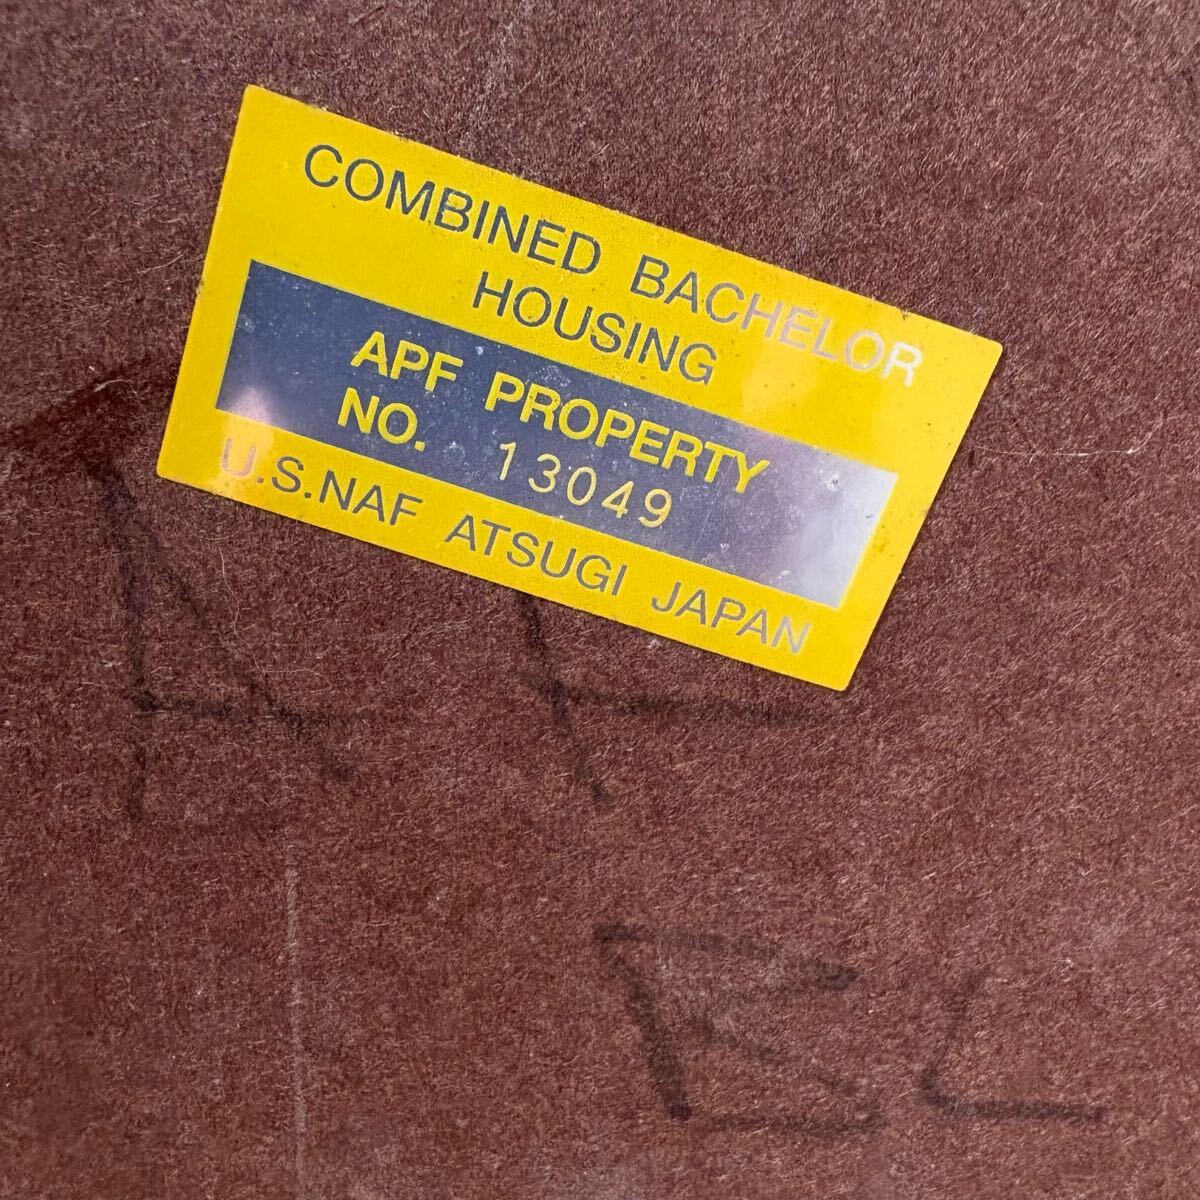 COMBINED BACHELOR
HOUSING
APF PROPERTY
NO. 13049
U.S.NAF ATSUGI JAPAN